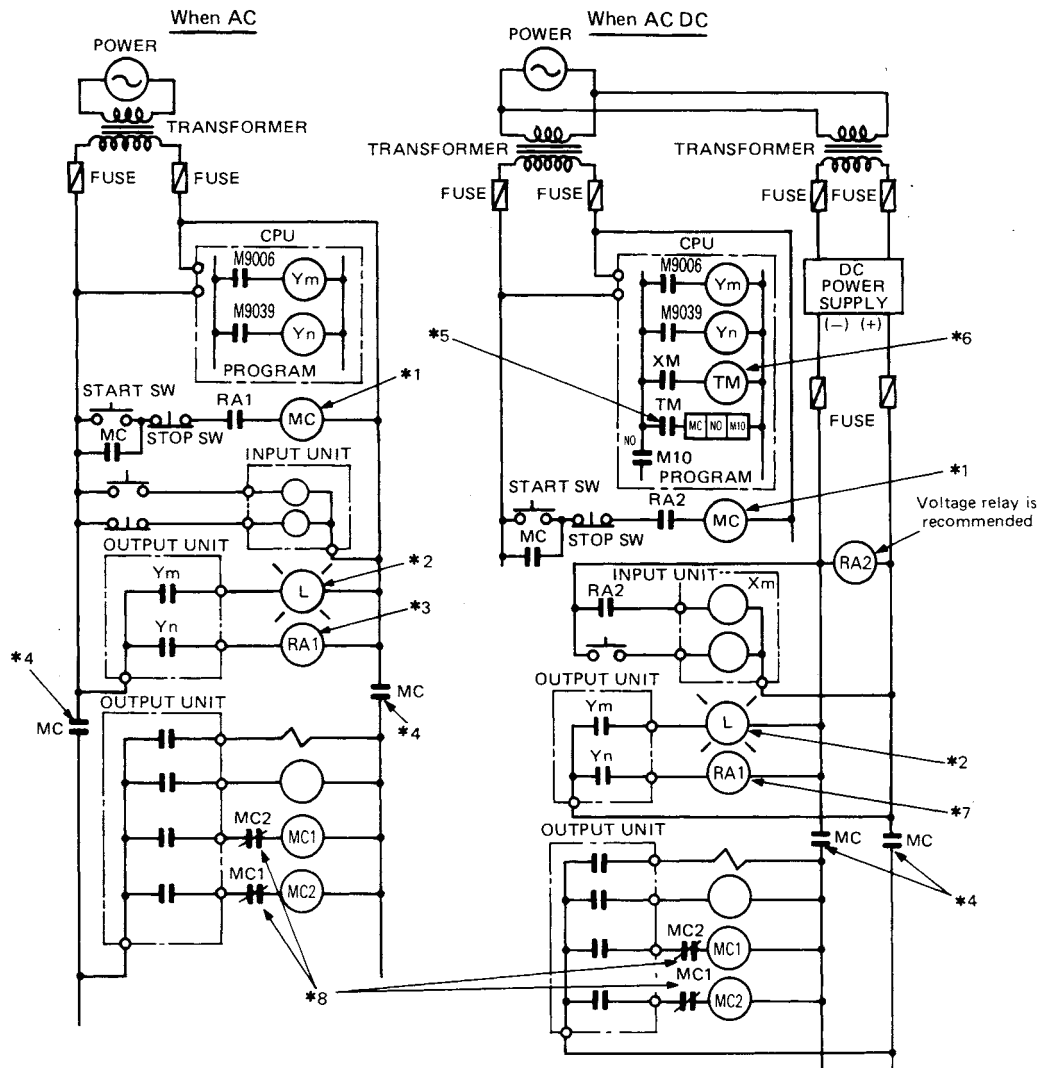 When AC
POWER
TRANSFORMER
FUSE
FUSE
CPU
M9006
Ym
M9039
Yn
PROGRAM
*1
START SW
RA1
MC
STOP SW
MC
INPUT UNIT
OUTPUT UNIT
Ym
L
*2
Yn
RA1
*3
*4
MC
MC
*4
OUTPUT UNIT
MC2
MC1
MC1
MC2
*8
When AC DC
POWER
TRANSFORMER
TRANSFORMER
FUSE
FUSE
FUSE
FUSE
CPU
M9006
Ym
DC
POWER
SUPPLY
(—) (+)
M9039
Yn
*5
XM
TM
*6
TM
MC NO M10
FUSE
NO
M10
PROGRAM
*1
START SW
RA2
MC
STOP SW
MC
Voltage relay is
recommended
RA2
INPUT UNIT
Xm
RA2
OUTPUT UNIT
Ym
L
*2
Yn
RA1
*7
OUTPUT UNIT
MC
MC
*4
MC2
MC1
MC1
MC2